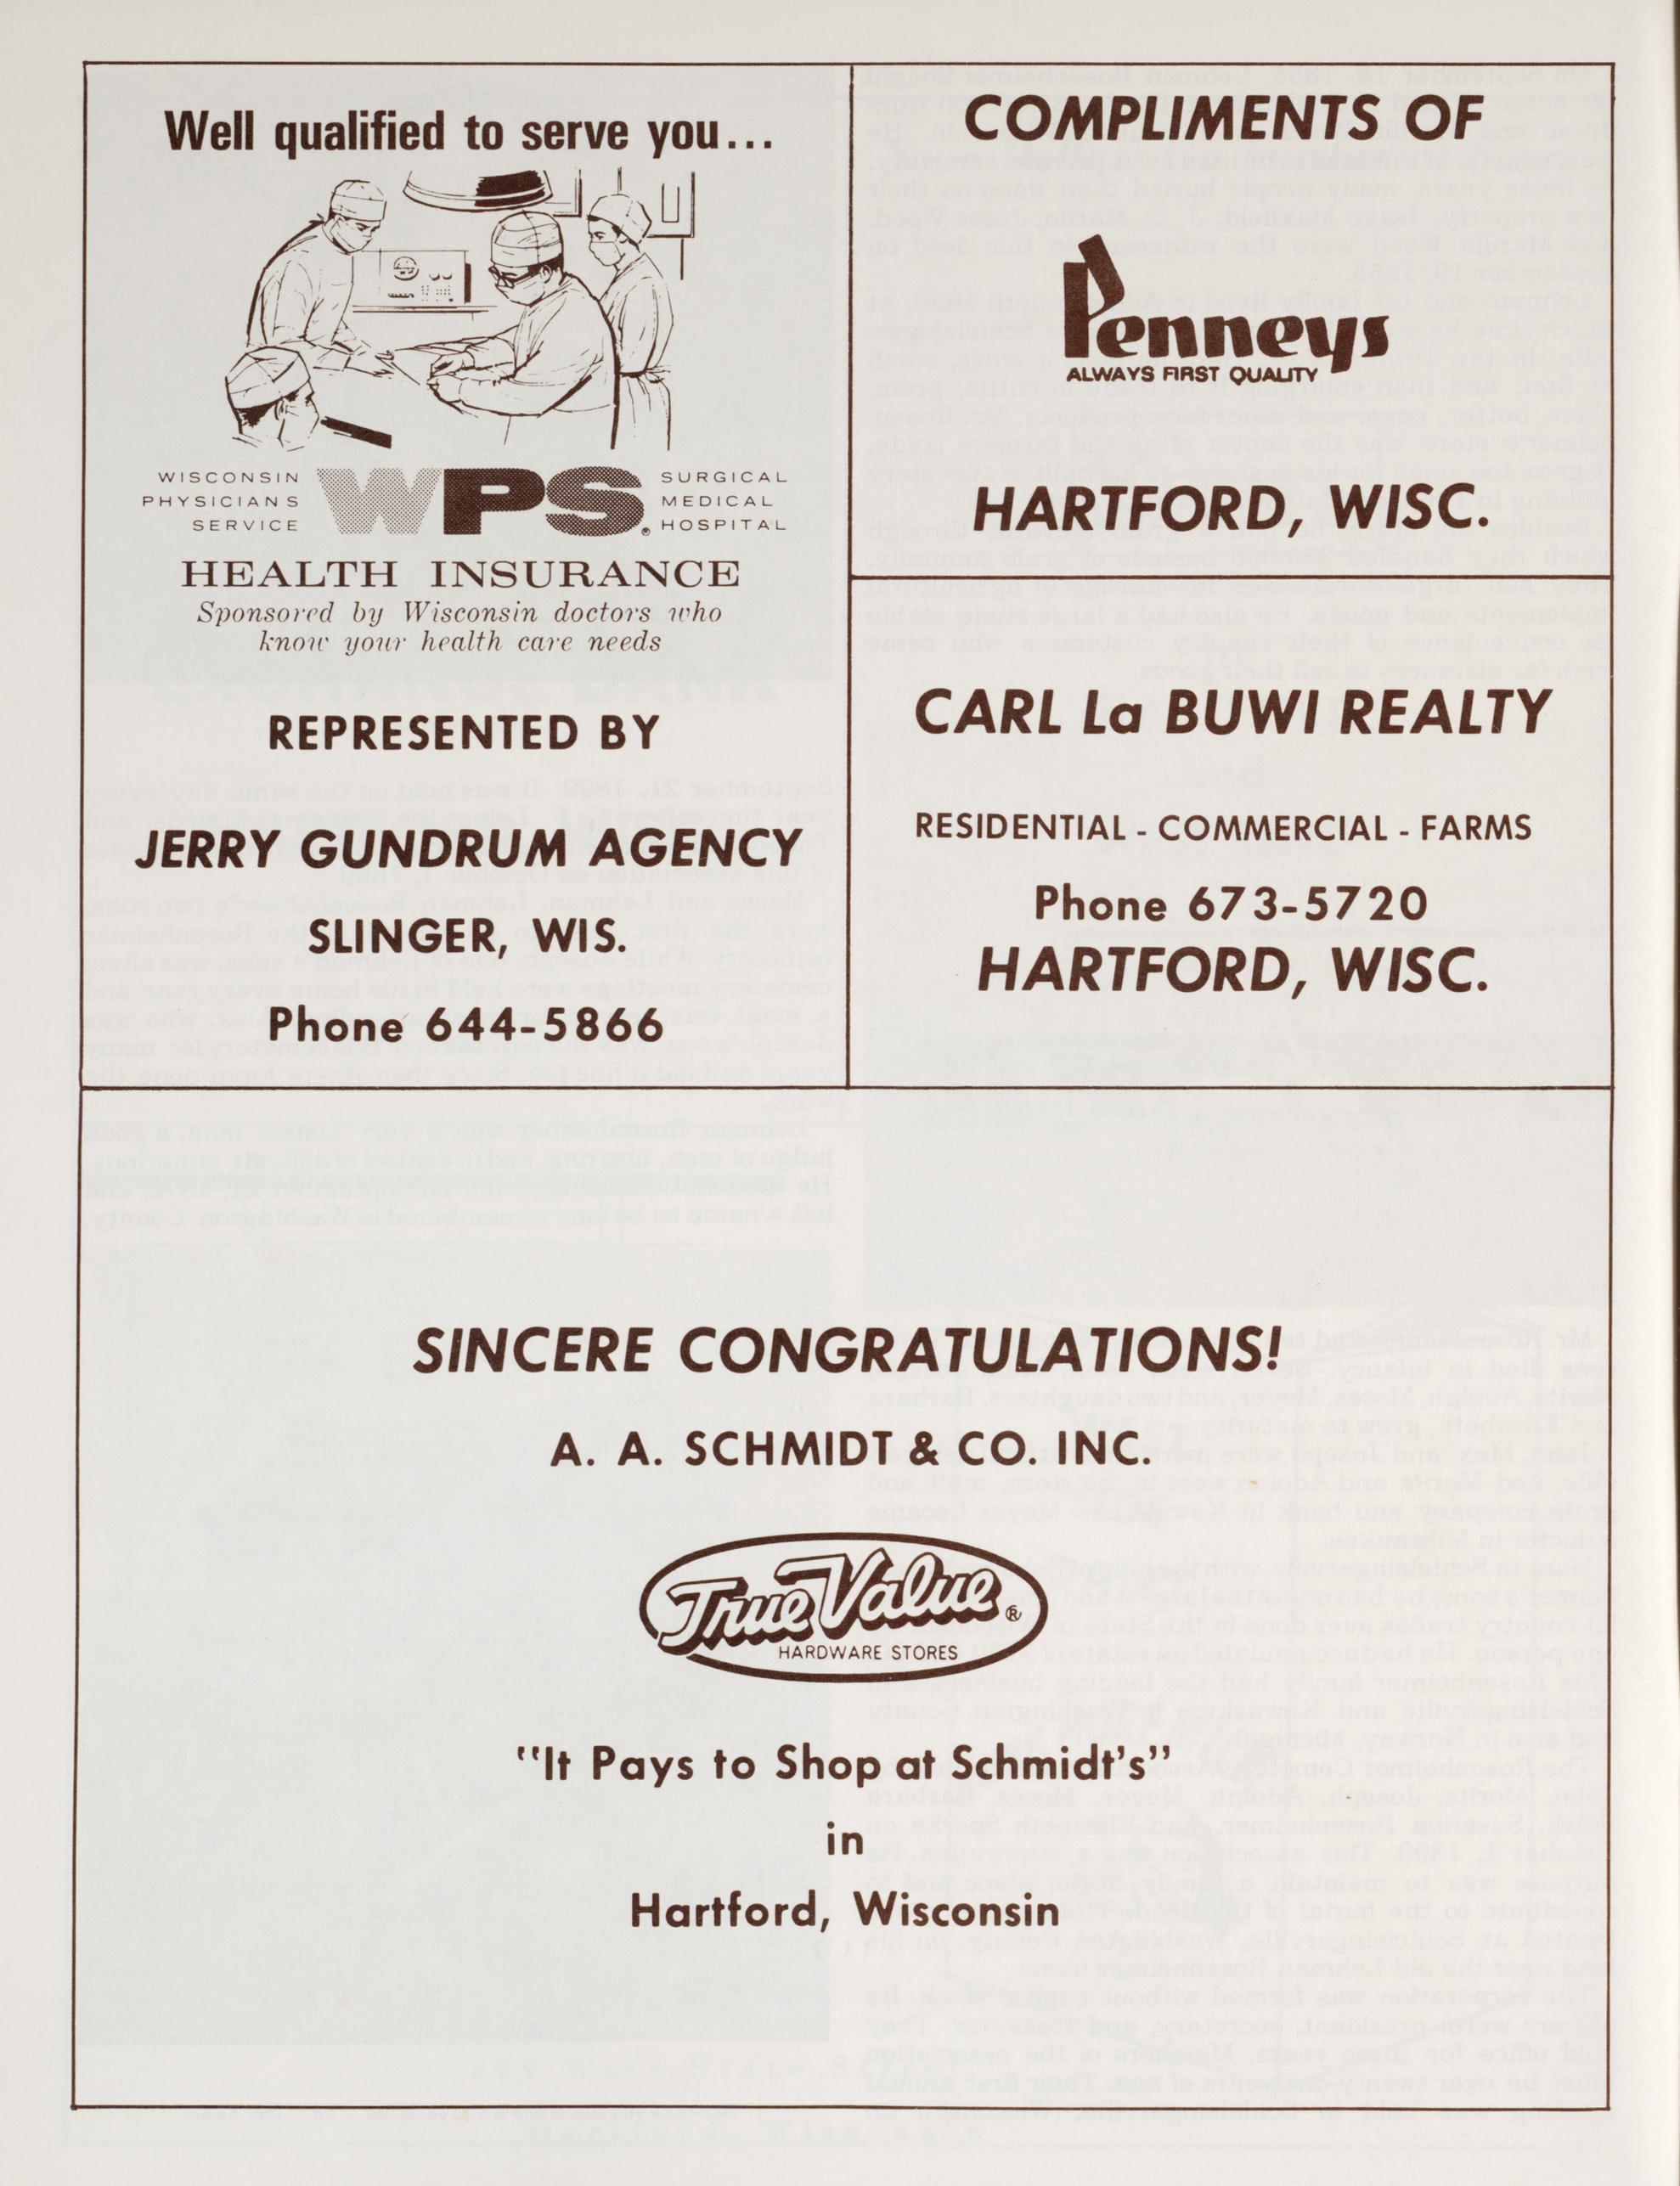 Well qualified to serve you...
WISCONSIN
PHYSICIANS
SERVICE
WPS®
SURGICAL
MEDICAL
HOSPITAL
HEALTH INSURANCE
Sponsored by Wisconsin doctors who
know your health care needs
REPRESENTED BY
JERRY GUNDRUM AGENCY
SLINGER, WIS.
Phone 644-5866
COMPLIMENTS OF
Penneys
ALWAYS FIRST QUALITY
HARTFORD, WISC.
CARL La BUWI REALTY
RESIDENTIAL - COMMERCIAL - FARMS
Phone 673-5720
HARTFORD, WISC.
SINCERE CONGRATULATIONS!
A. A. SCHMIDT & CO. INC.
True Value®
HARDWARE STORES
"It Pays to Shop at Schmidt's"
in
Hartford, Wisconsin